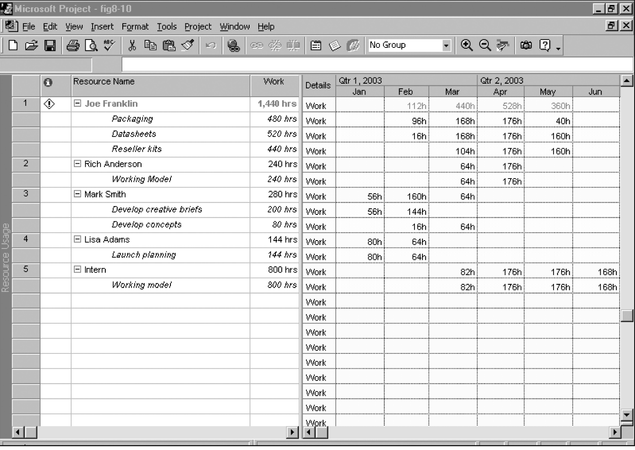 Microsoft Project - fig8-10
File Edit View Insert Format Tools Project Window Help
No Group
Resource Name Work Details Qtr 1, 2003 Qtr 2, 2003
Jan Feb Mar Apr May Jun
1 Joe Franklin 1,440 hrs Work 112h 440h 528h 360h
Packaging 480 hrs Work 96h 168h 176h 40h
Datasheets 520 hrs Work 16h 168h 176h 160h
Reseller kits 440 hrs Work 104h 176h 160h
2 Rich Anderson 240 hrs Work 64h 176h
Working Model 240 hrs Work 64h 176h
3 Mark Smith 280 hrs Work 56h 160h 64h
Develop creative briefs 200 hrs Work 56h 144h
Develop concepts 80 hrs Work 16h 64h
4 Lisa Adams 144 hrs Work 80h 64h
Launch planning 144 hrs Work 80h 64h
5 Intern 800 hrs Work 82h 176h 176h 168h
Working model 800 hrs Work 82h 176h 176h 168h
Work
Work
Work
Work
Work
Work
Work
Work
Work
Resource Usage